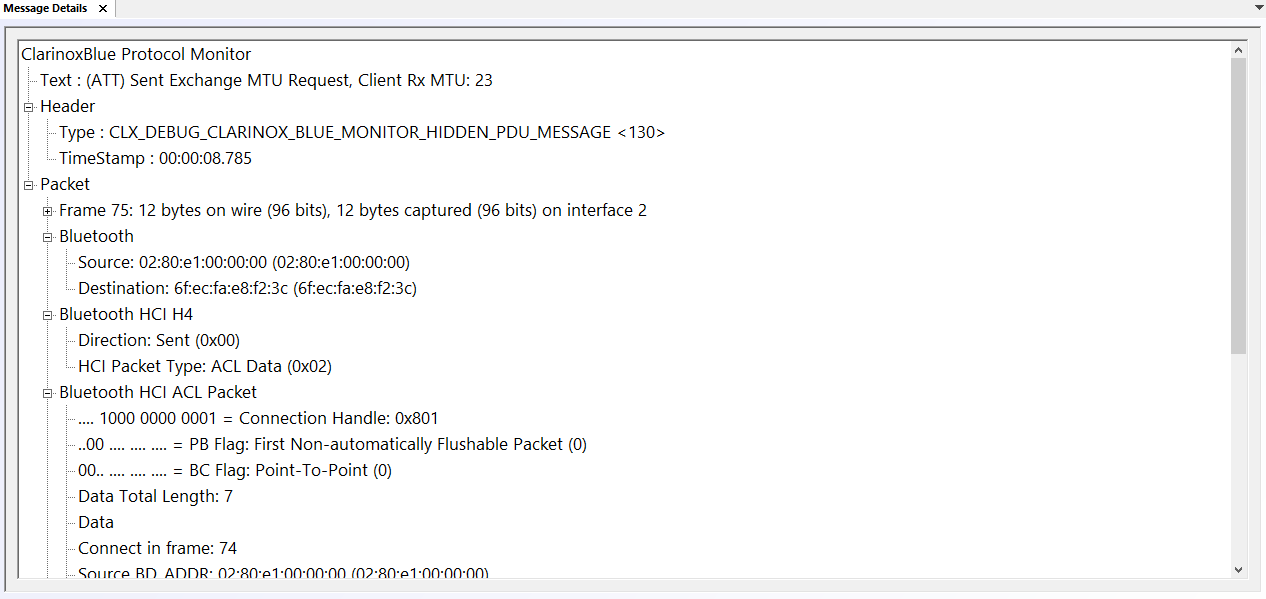 Message Details
ClarinoxBlue Protocol Monitor
Text : (ATT) Sent Exchange MTU Request, Client Rx MTU: 23
Header
Type : CLX_DEBUG_CLARINOX_BLUE_MONITOR_HIDDEN_PDU_MESSAGE <130>
TimeStamp : 00:00:08.785
Packet
Frame 75: 12 bytes on wire (96 bits), 12 bytes captured (96 bits) on interface 2
Bluetooth
Source: 02:80:e1:00:00:00 (02:80:e1:00:00:00)
Destination: 6f:ec:fa:e8:f2:3c (6f:ec:fa:e8:f2:3c)
Bluetooth HCI H4
Direction: Sent (0x00)
HCI Packet Type: ACL Data (0x02)
Bluetooth HCI ACL Packet
.... 1000 0000 0001 = Connection Handle: 0x801
..00 .... .... .... = PB Flag: First Non-automatically Flushable Packet (0)
00.. .... .... .... = BC Flag: Point-To-Point (0)
Data Total Length: 7
Data
Connect in frame: 74
Source BD_ADDR: 02:80:e1:00:00:00 (02:80:e1:00:00:00)